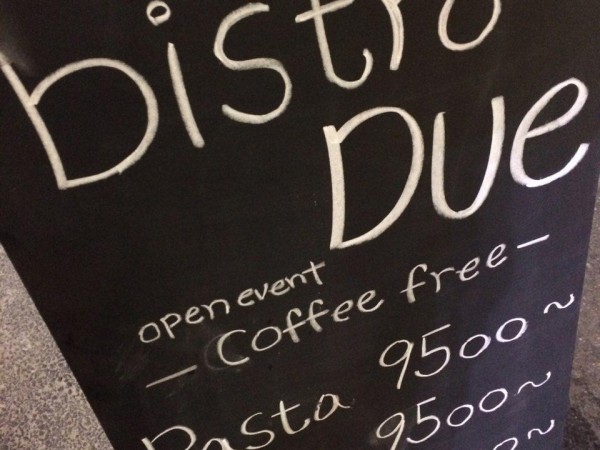 bistro
DUe
open event
- Coffee free -
Pasta 9500~
9500~